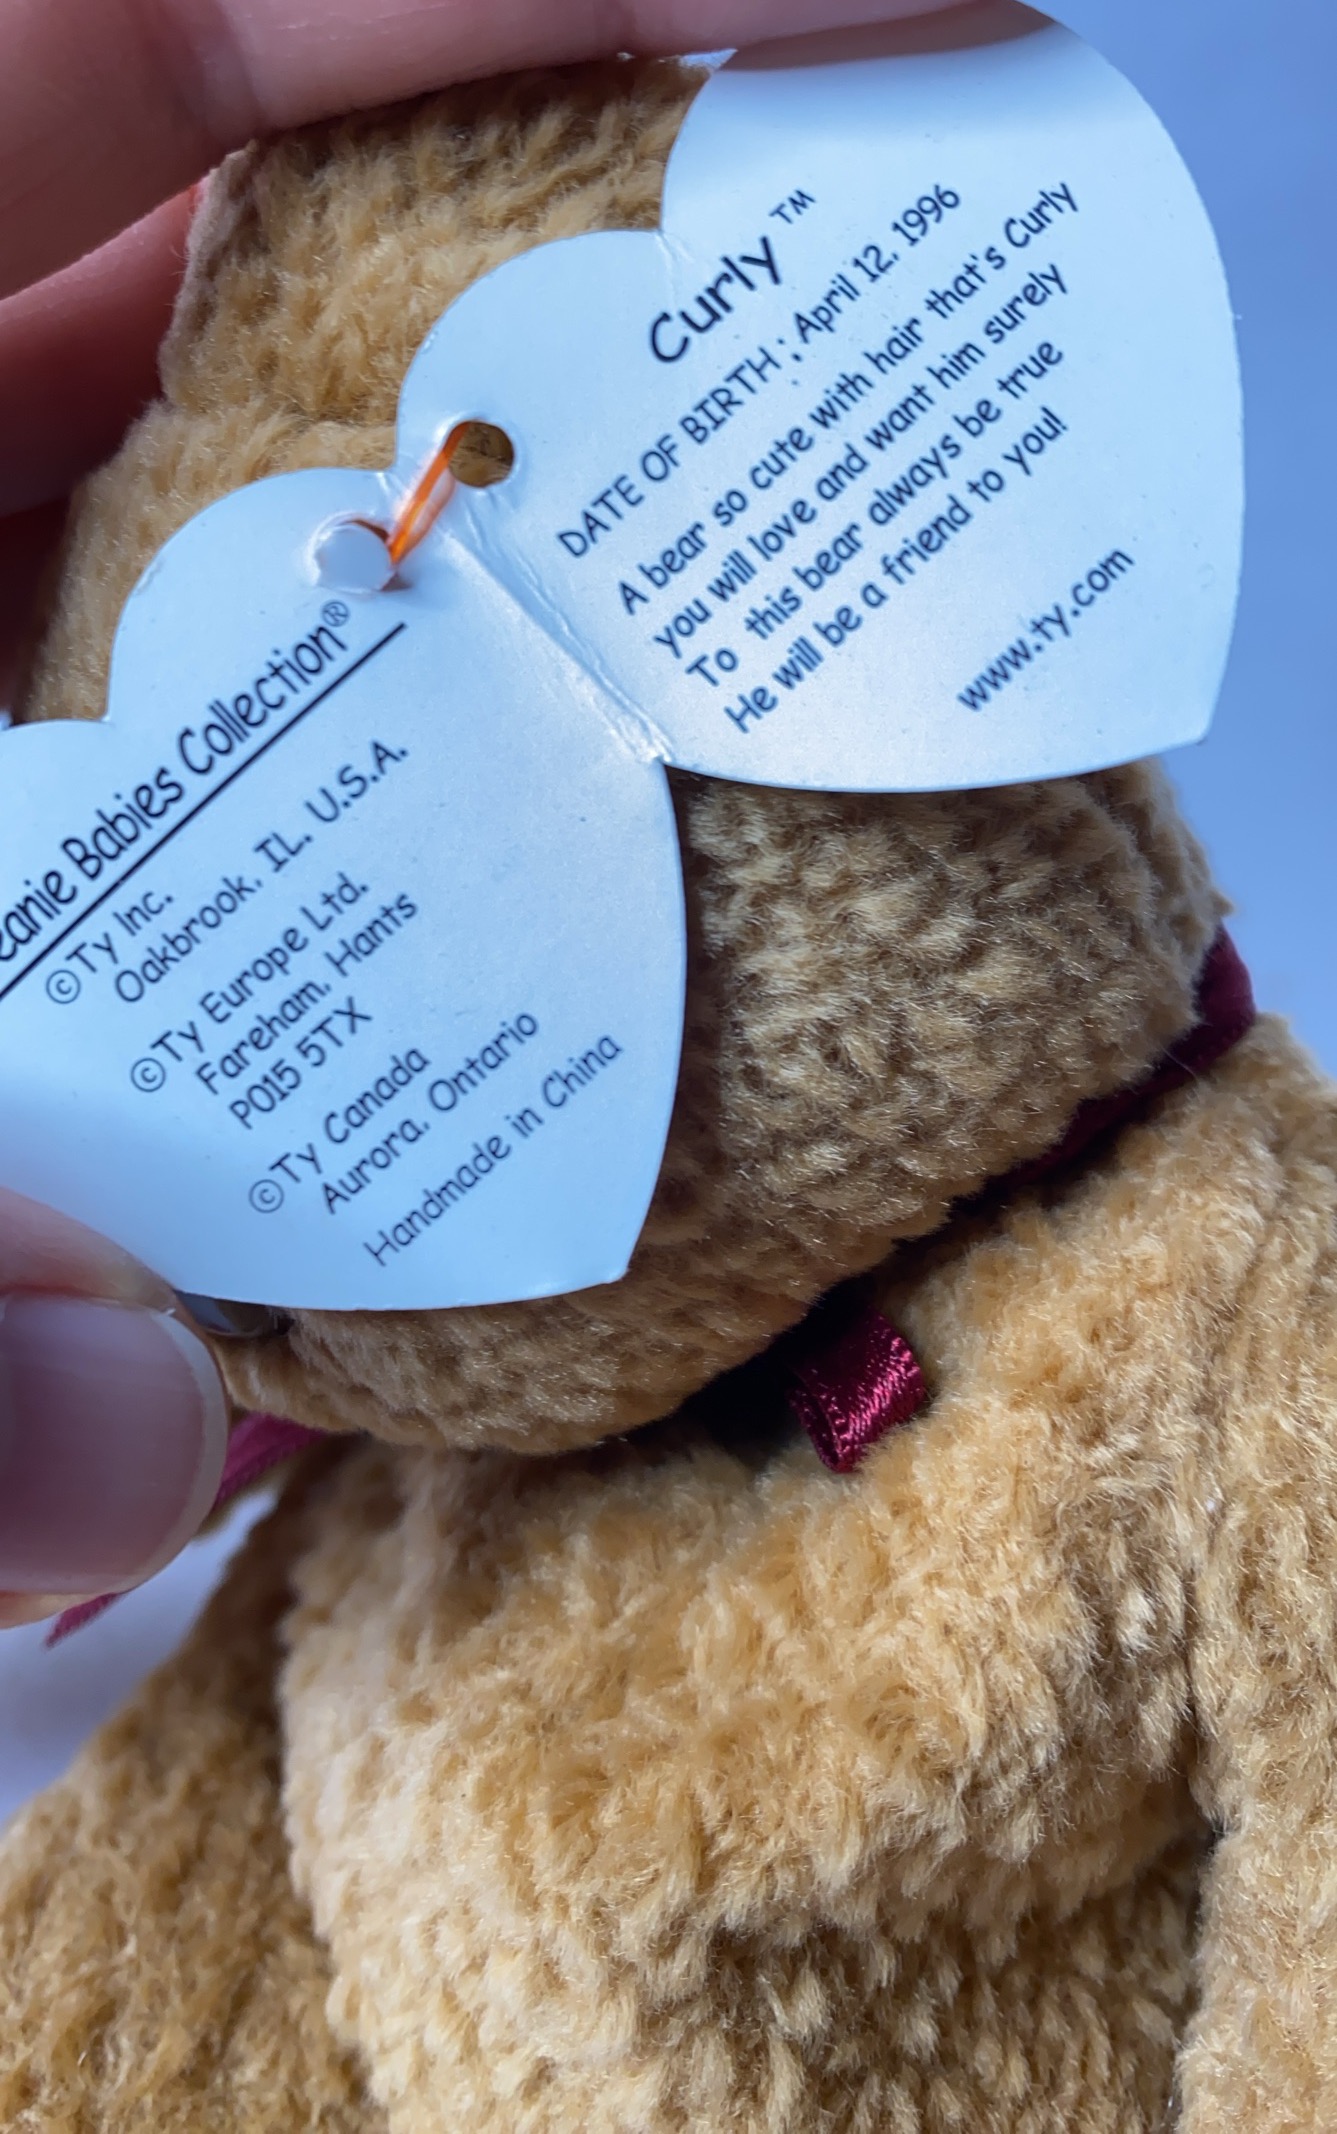 eanie Babies Collection®
©Ty Inc.
Oakbrook, IL. U.S.A.
©Ty Europe Ltd.
Fareham, Hants
PO15 5TX
©Ty Canada
Aurora, Ontario
Handmade in China
Curly™
DATE OF BIRTH : April 12, 1996
A bear so cute with hair that's Curly
you will love and want him surely
To this bear always be true
He will be a friend to you!
www.ty.com